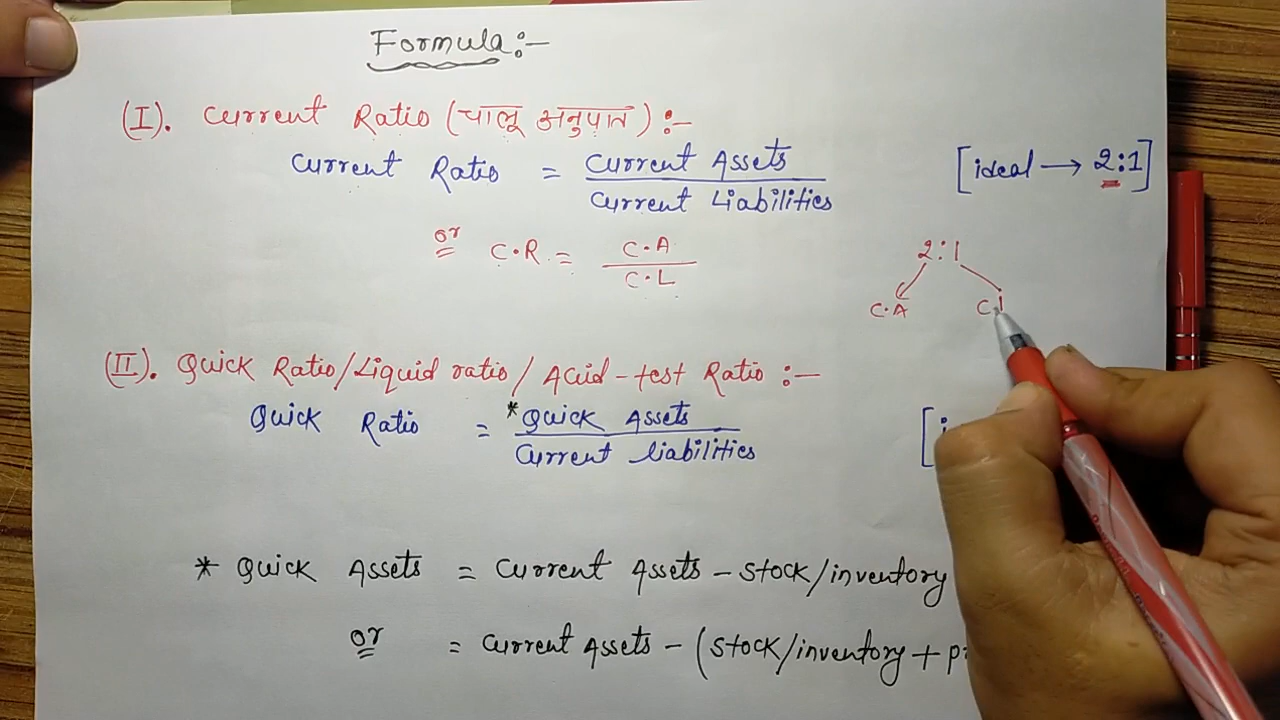 Formula:-
(I). Current Ratio (चालू अनुपात) :-
Current Ratio = Current Assets / Current Liabilities [ideal → 2:1]
or C.R = C.A / C.L
2:1
C.A C.L
(II). Quick Ratio/Liquid ratio/Acid-test Ratio :-
Quick Ratio = *Quick Assets / Current liabilities [
* Quick Assets = Current Assets - Stock/inventory
or = Current Assets - (Stock/inventory +